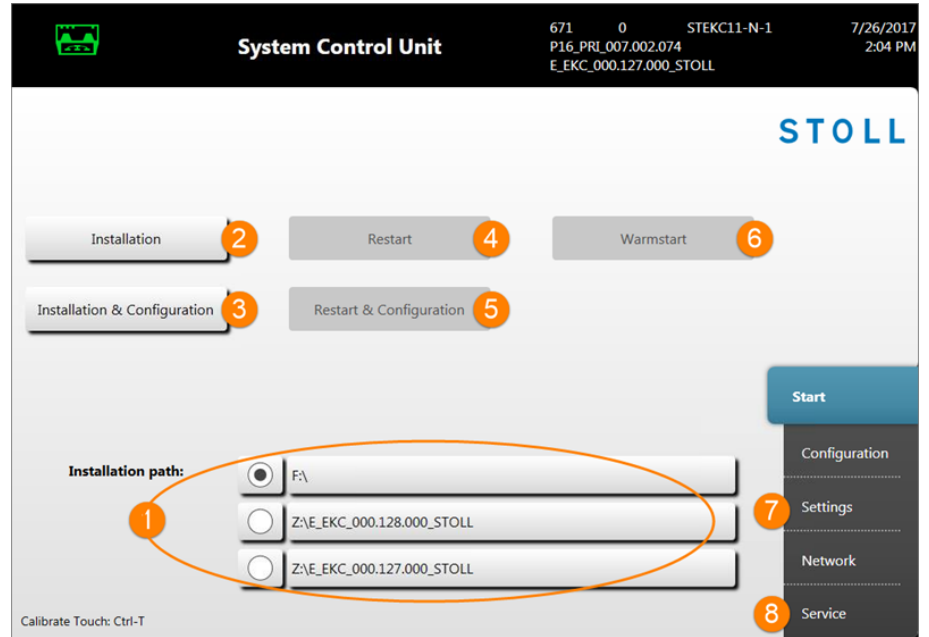 System Control Unit
671 0 STEKC11-N-1
P16_PRI_007.002.074
E_EKC_000.127.000_STOLL
7/26/2017
2:04 PM
STOLL
Installation 2
Restart 4
Warmstart 6
Installation & Configuration 3
Restart & Configuration 5
Start
Configuration
7 Settings
Network
8 Service
Installation path:
1
F:\
Z:\E_EKC_000.128.000_STOLL
Z:\E_EKC_000.127.000_STOLL
Calibrate Touch: Ctrl-T